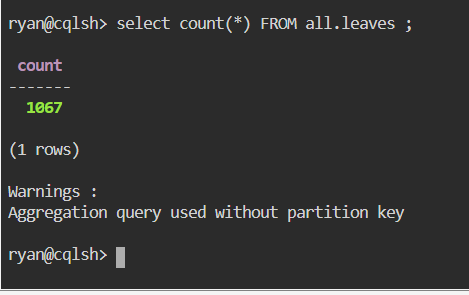 ryan@cqlsh> select count(*) FROM all.leaves ;
count
-------
1067
(1 rows)
Warnings :
Aggregation query used without partition key
ryan@cqlsh>